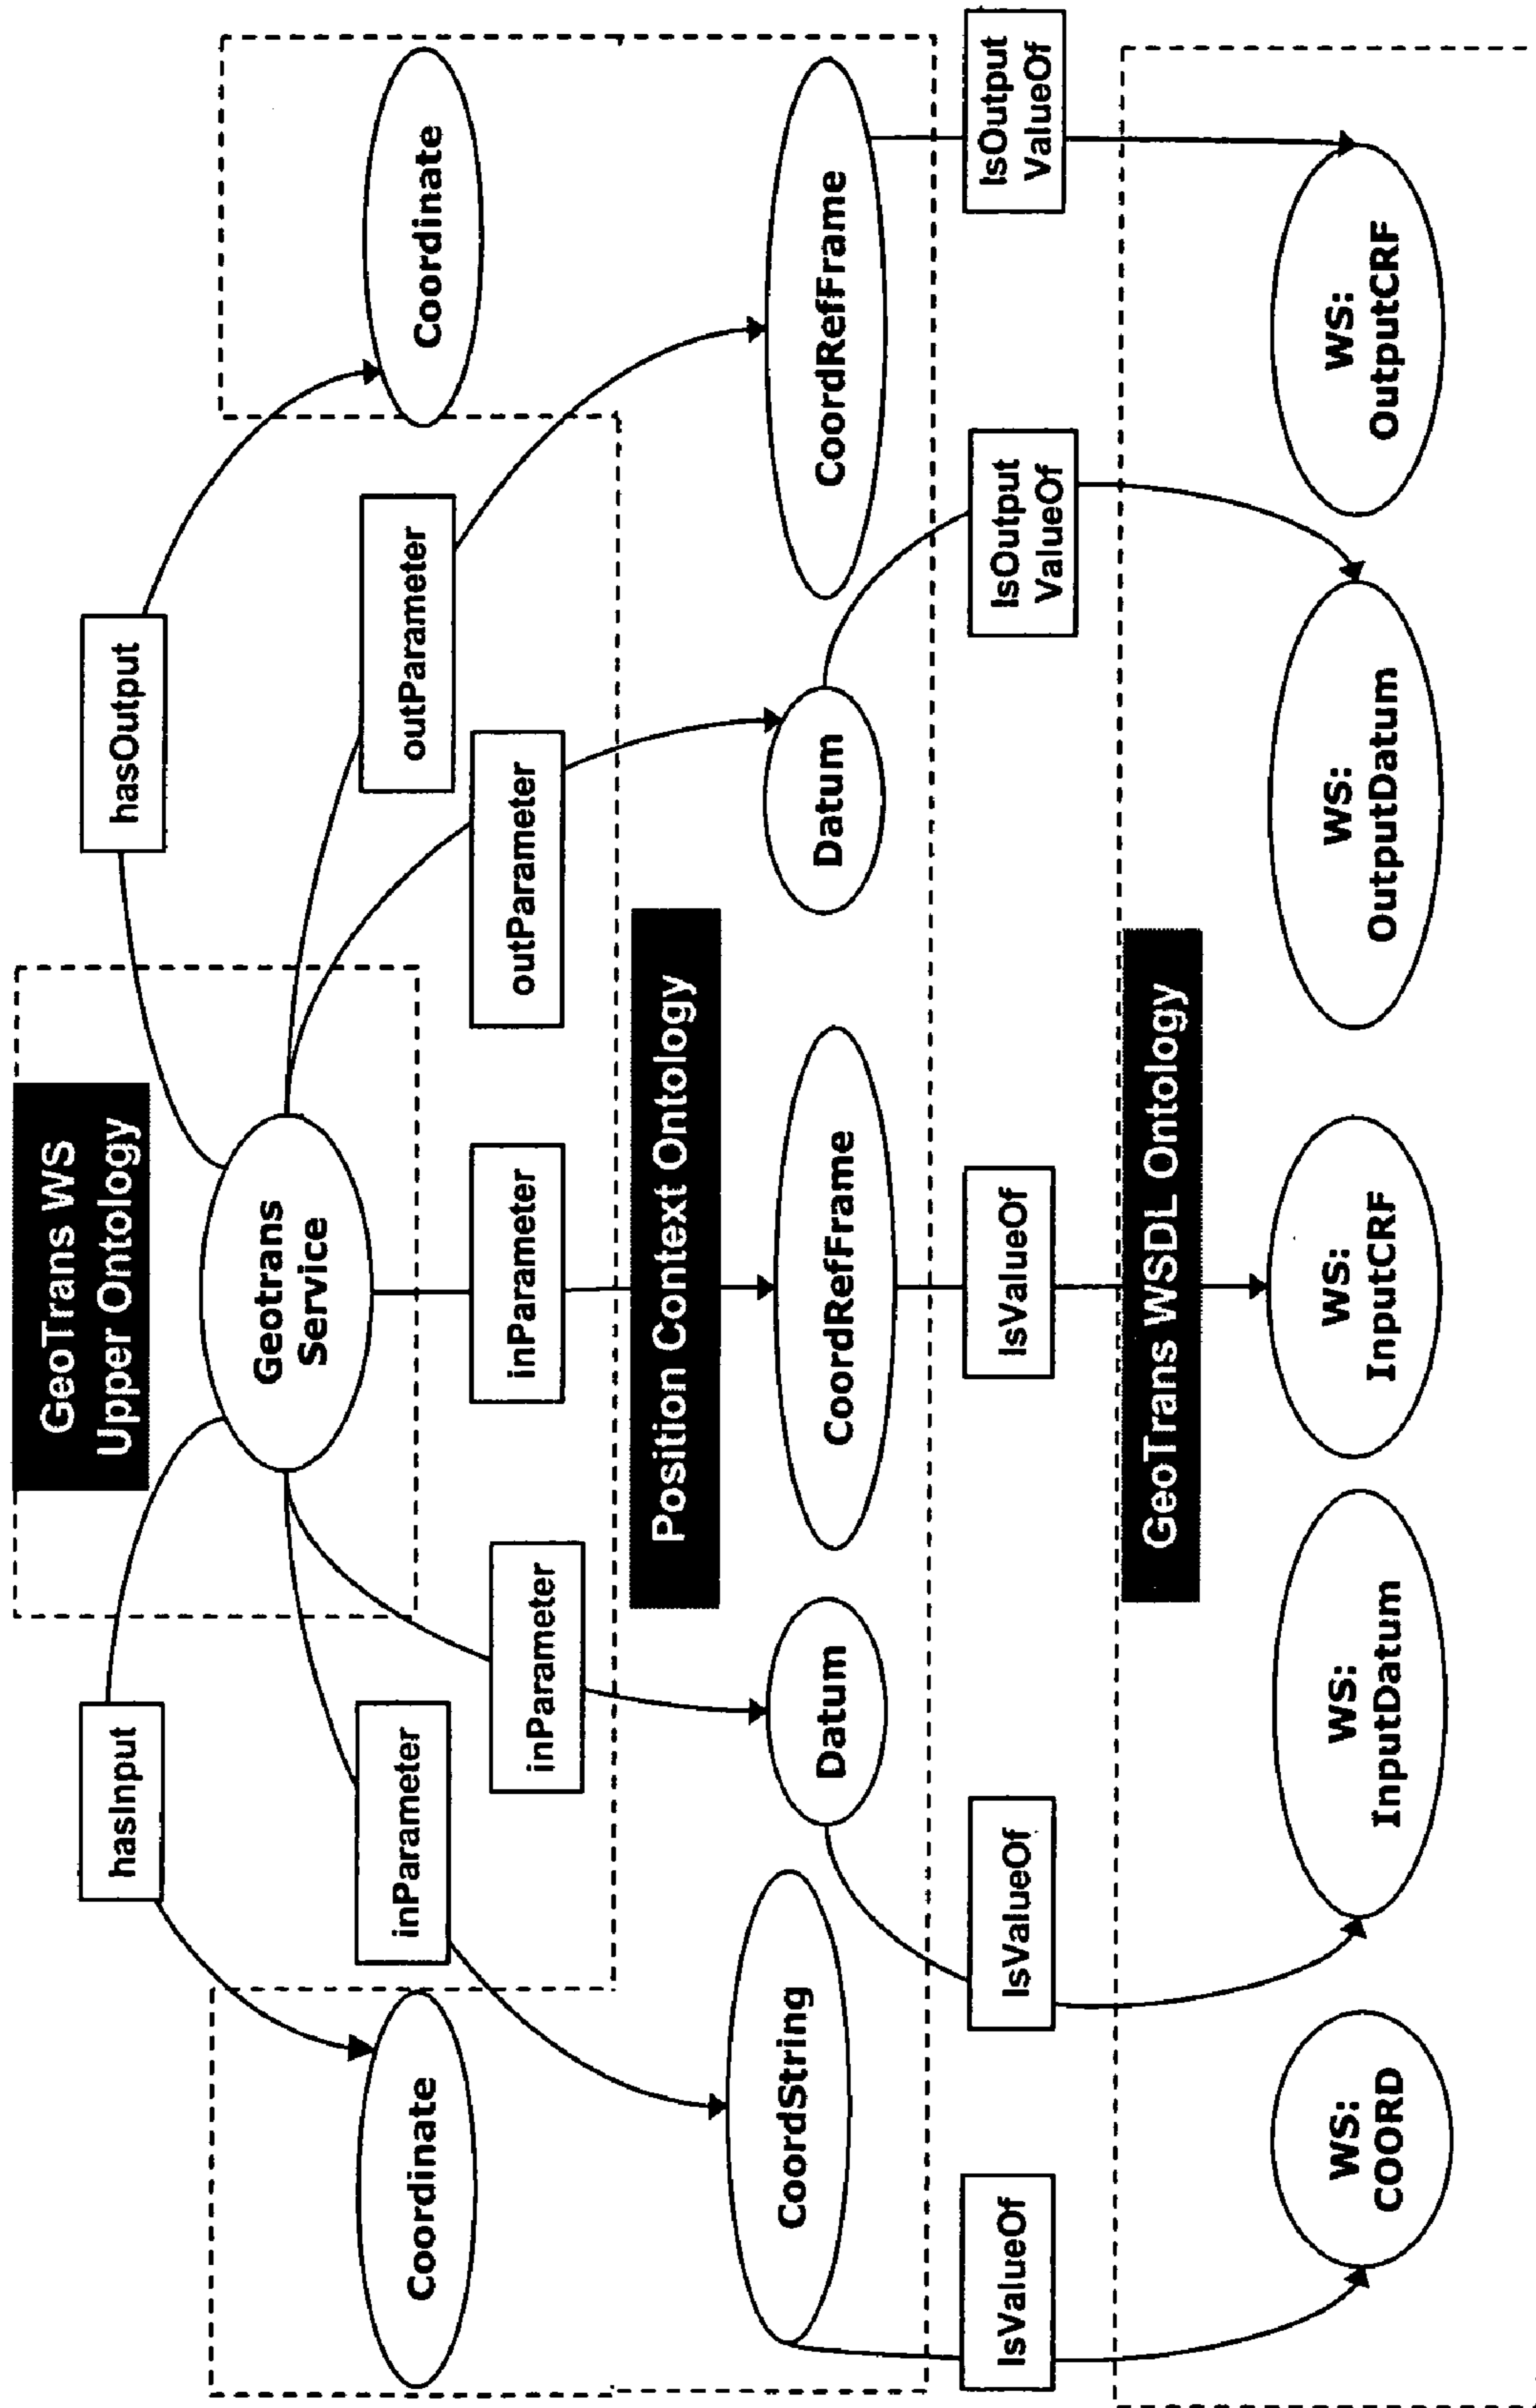 GeoTrans WS
Upper Ontology
hasInput
hasOutput
Geotrans
Service
Coordinate
inParameter
outParameter
Coordinate
inParameter
inParameter
outParameter
Position Context Ontology
CoordString
Datum
CoordRefFrame
Datum
CoordRefFrame
IsValueOf
IsValueOf
IsValueOf
IsOutput
ValueOf
IsOutput
ValueOf
GeoTrans WSDL Ontology
WS:
COORD
WS:
InputDatum
WS:
InputCRF
WS:
OutputDatum
WS:
OutputCRF